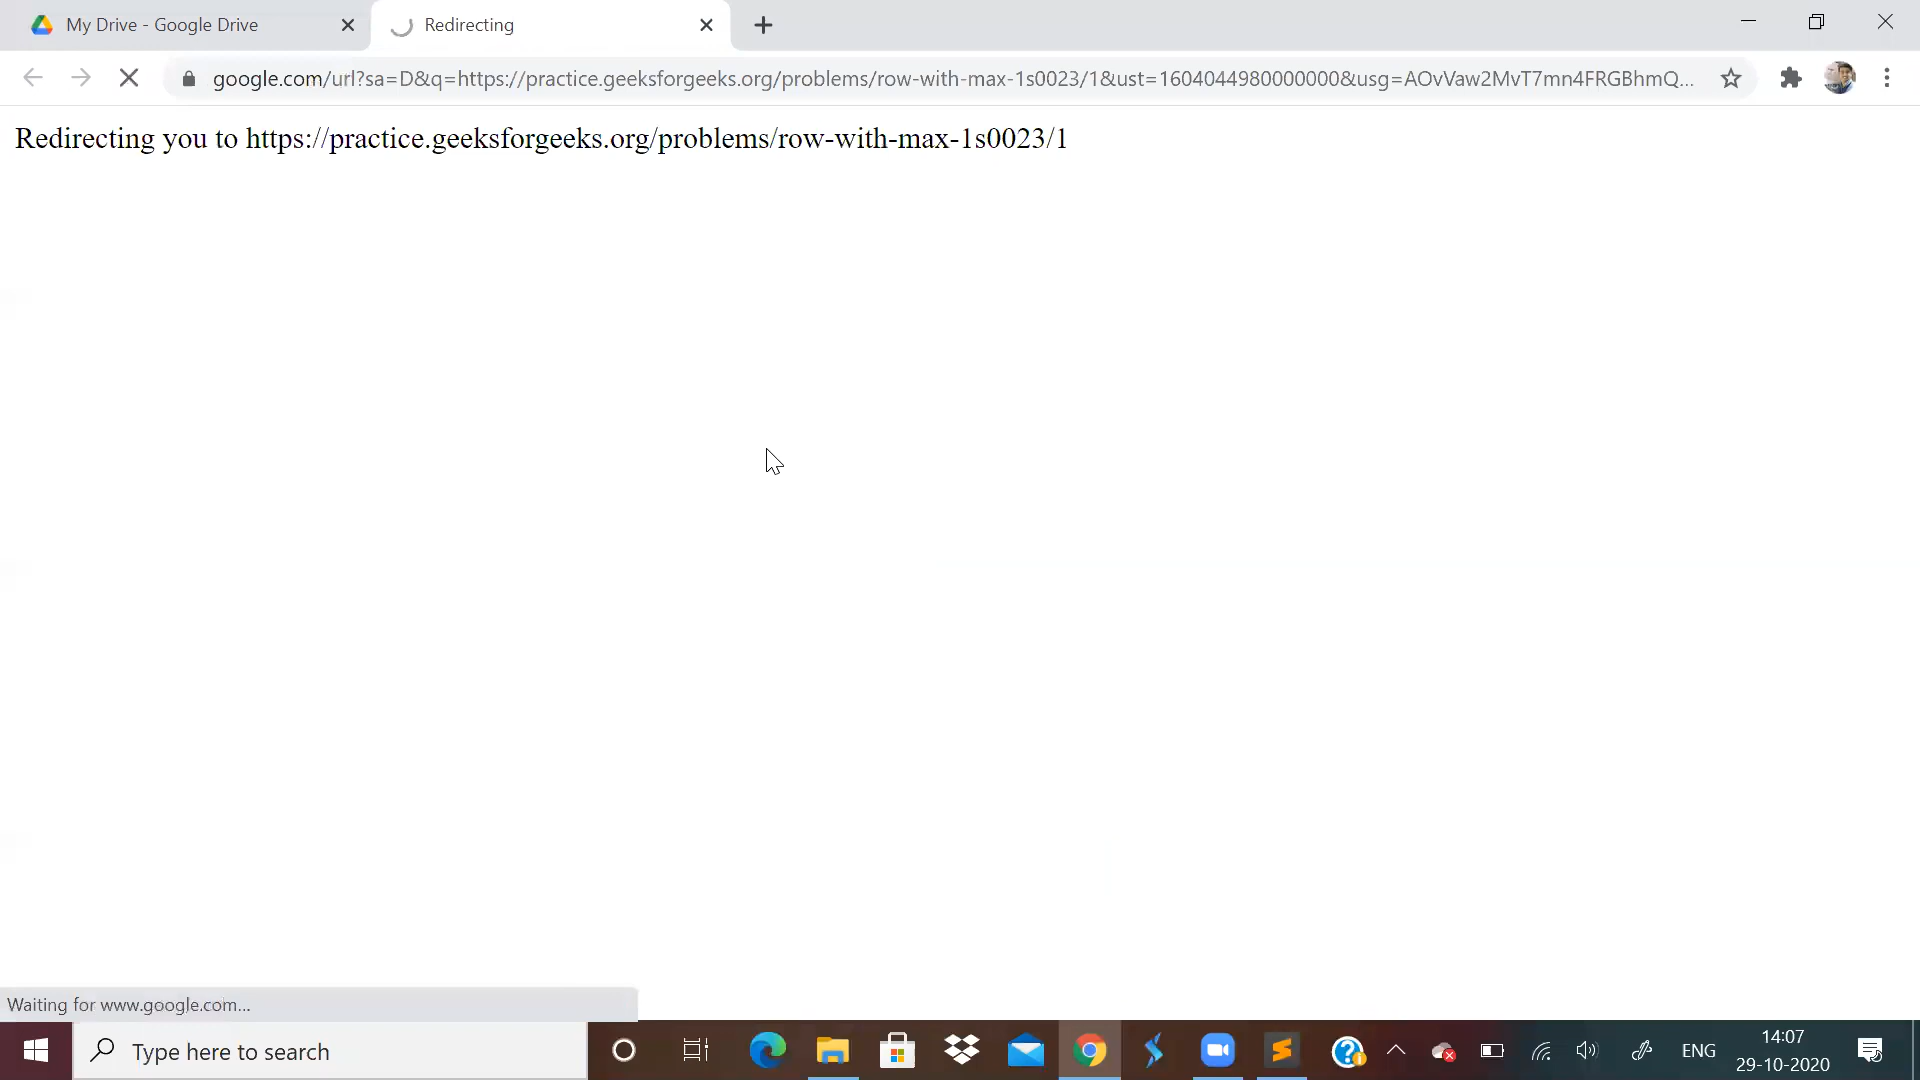 My Drive - Google Drive
Redirecting
google.com/url?sa=D&q=https://practice.geeksforgeeks.org/problems/row-with-max-1s0023/1&ust=1604044980000000&usg=AOvVaw2MvT7mn4FRGBhmQ...
Redirecting you to https://practice.geeksforgeeks.org/problems/row-with-max-1s0023/1
Waiting for www.google.com...
Type here to search
ENG
14:07
29-10-2020